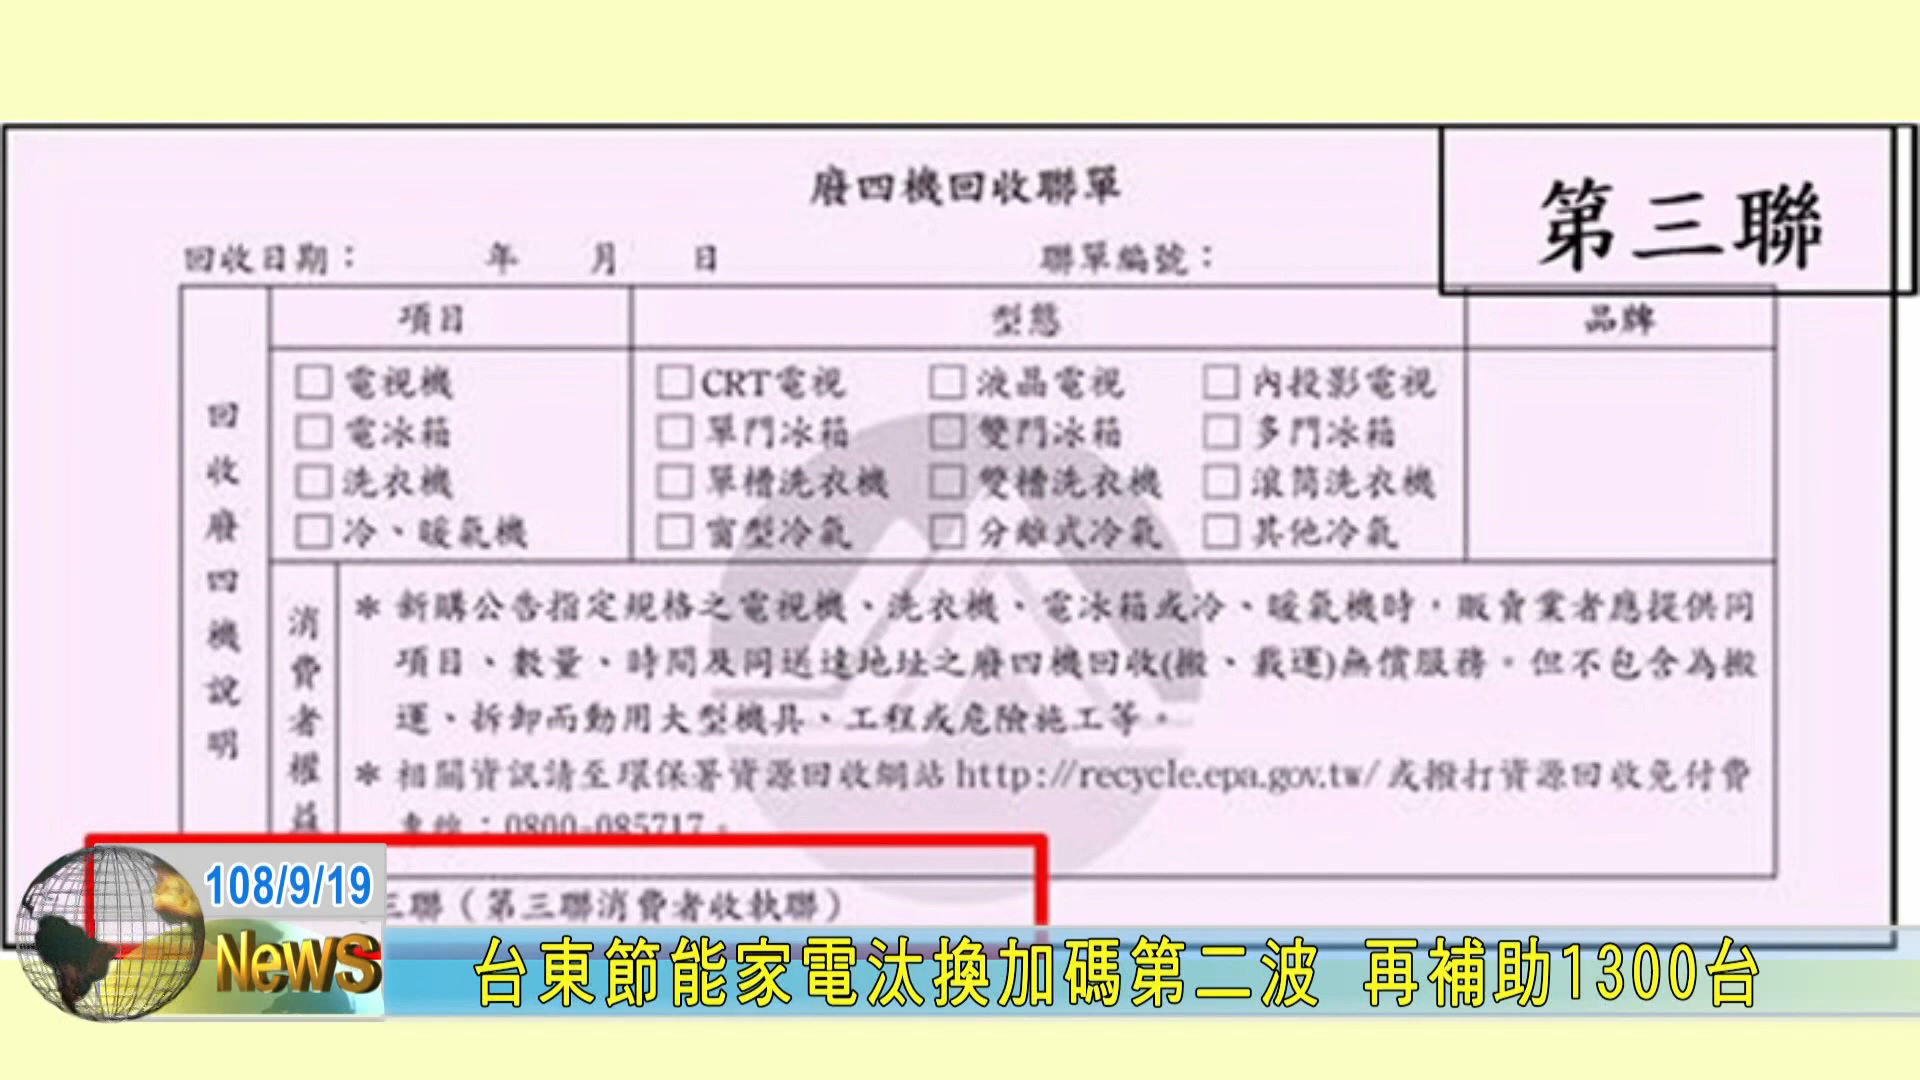 廢四機回收聯單
第三聯
回收日期： 年 月 日 聯單編號：
項目 型態 品牌
回收廢四機說明
□電視機 □CRT電視 □液晶電視 □內投影電視
□電冰箱 □單門冰箱 □雙門冰箱 □多門冰箱
□洗衣機 □單槽洗衣機 □雙槽洗衣機 □滾筒洗衣機
□冷、暖氣機 □窗型冷氣 □分離式冷氣 □其他冷氣
消費者權益
＊新購公告指定規格之電視機、洗衣機、電冰箱或冷、暖氣機時，販賣業者應提供同
項目、數量、時間及同送達地址之廢四機回收(搬、載運)無償服務。但不包含為搬
運、拆卸而動用大型機具、工程或危險施工等。
＊相關資訊請至環保署資源回收網站http://recycle.epa.gov.tw/或撥打資源回收免付費
專線：0800-085717。
三聯（第三聯消費者收執聯）
108/9/19
NewS
台東節能家電汰換加碼第二波 再補助1300台